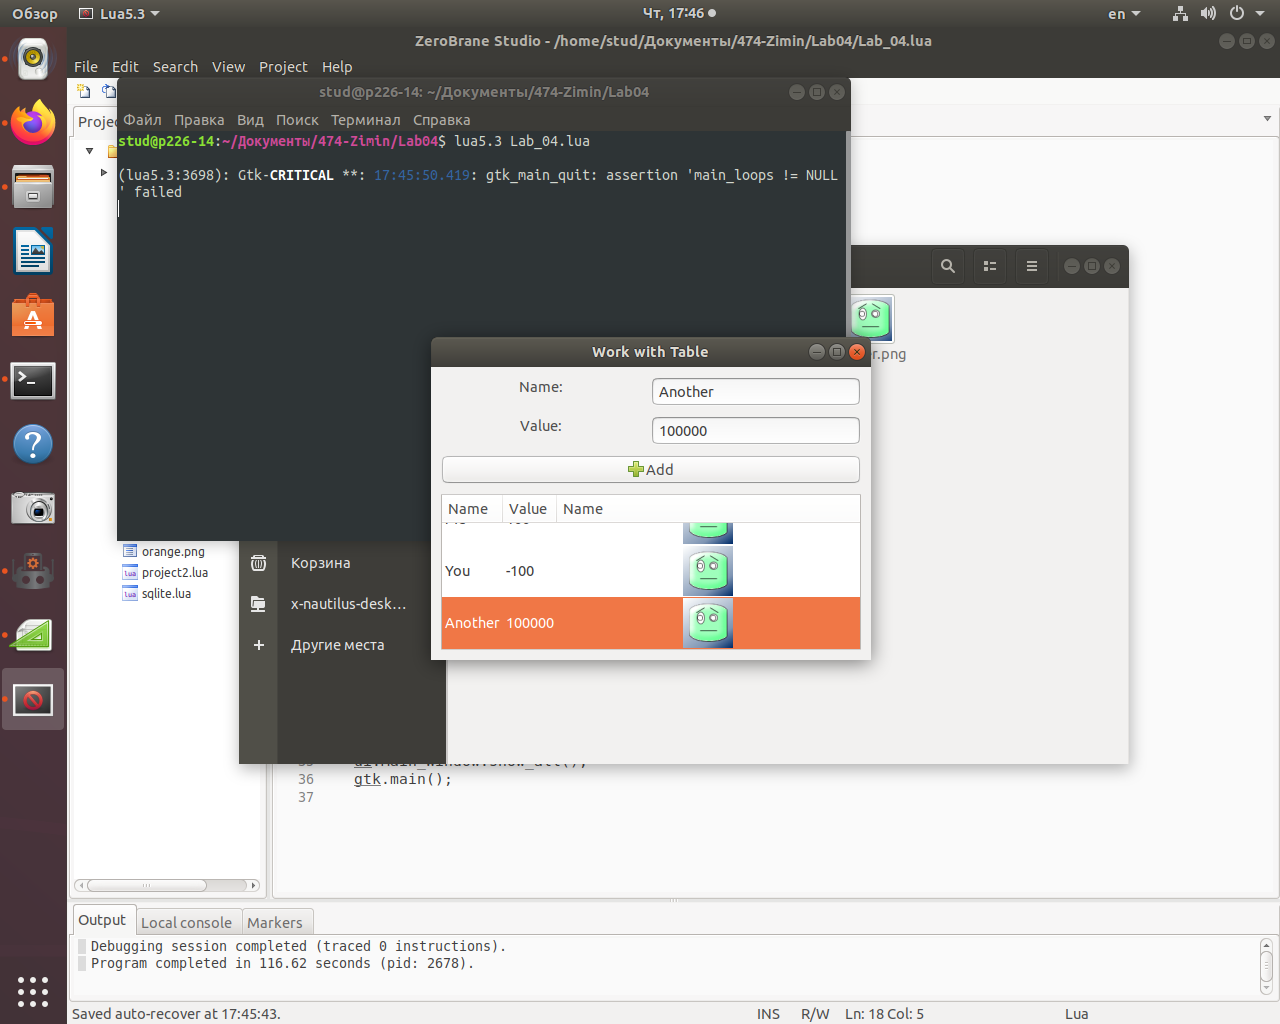 Обзор
Lua5.3
Чт, 17:46
en
ZeroBrane Studio - /home/stud/Документы/474-Zimin/Lab04/Lab_04.lua
File Edit Search View Project Help
stud@p226-14: ~/Документы/474-Zimin/Lab04
Файл Правка Вид Поиск Терминал Справка
stud@p226-14:~/Документы/474-Zimin/Lab04$ lua5.3 Lab_04.lua
(lua5.3:3698): Gtk-CRITICAL **: 17:45:50.419: gtk_main_quit: assertion 'main_loops != NULL
' failed
Work with Table
Name:
Another
Value:
100000
Add
Name Value Name
You -100
Another 100000
orange.png
project2.lua
sqlite.lua
Корзина
x-nautilus-desk…
Другие места
36 gtk.main();
37
Output Local console Markers
Debugging session completed (traced 0 instructions).
Program completed in 116.62 seconds (pid: 2678).
Saved auto-recover at 17:45:43.
INS R/W Ln: 18 Col: 5 Lua